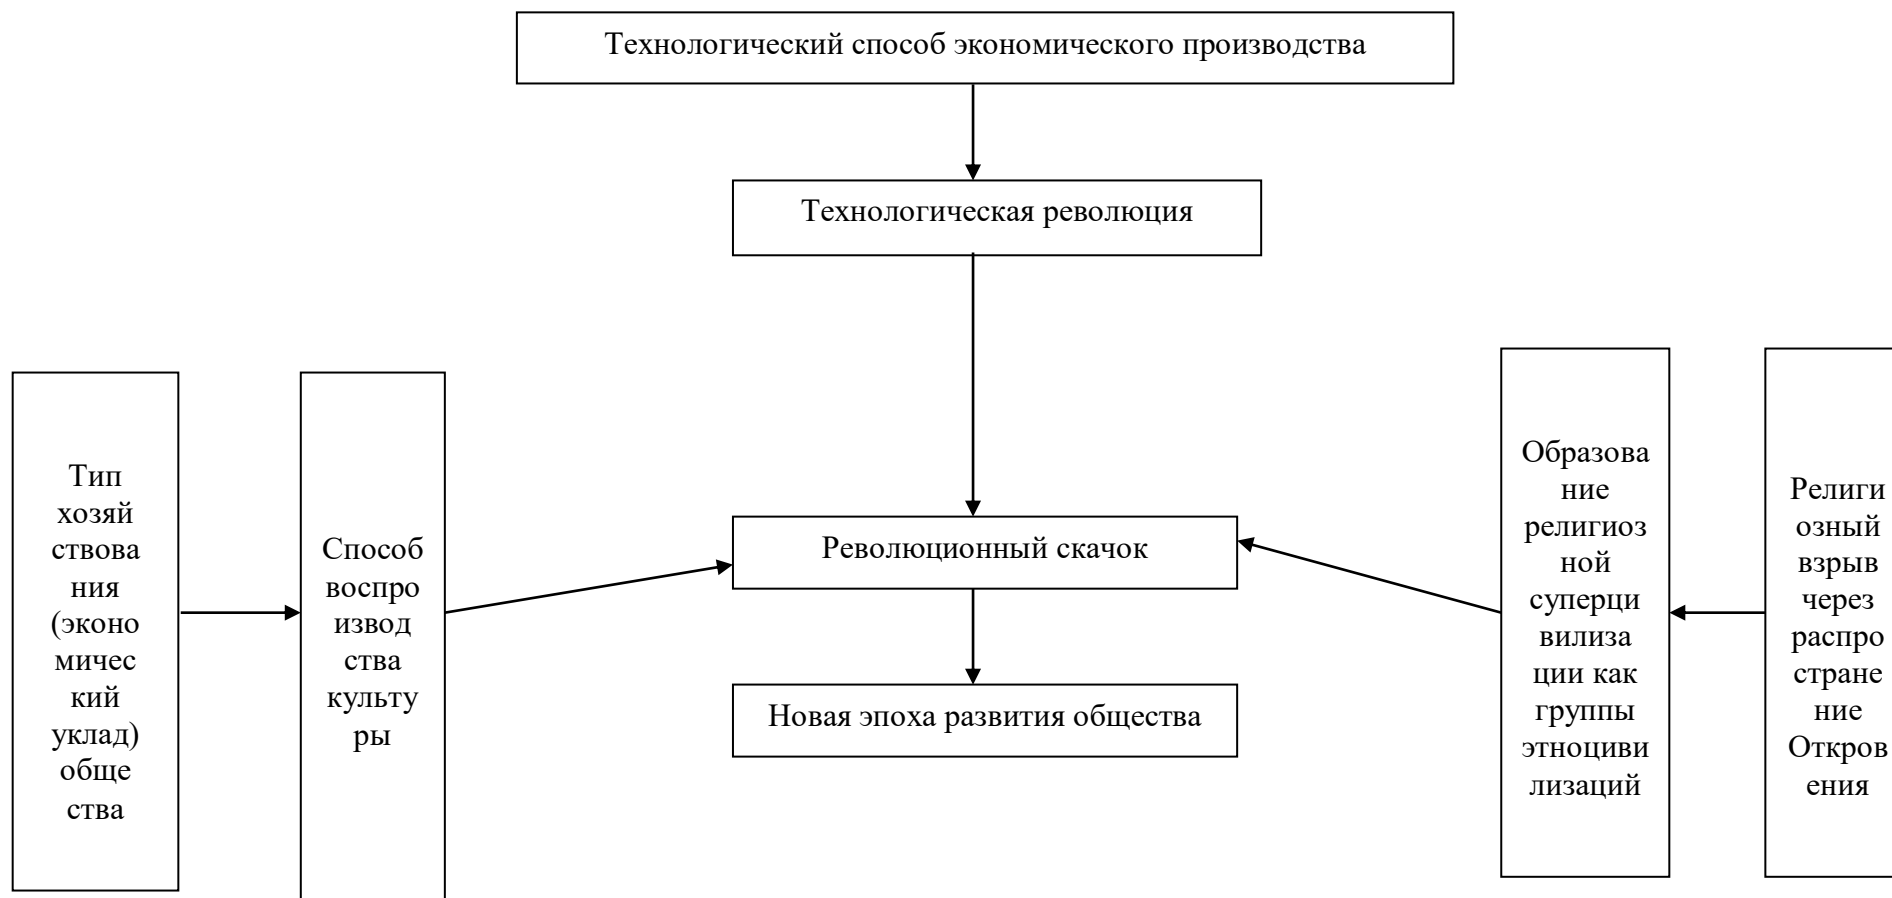 Технологический способ экономического производства
Технологическая революция
Тип
хозяй
ствова
ния
(эконо
мичес
кий
уклад)
обще
ства
Способ
воспро
извод
ства
культу
ры
Революционный скачок
Новая эпоха развития общества
Образова
ние
религиоз
ной
суперци
вилиза
ции как
группы
этноциви
лизаций
Религи
озный
взрыв
через
распро
стране
ние
Откров
ения